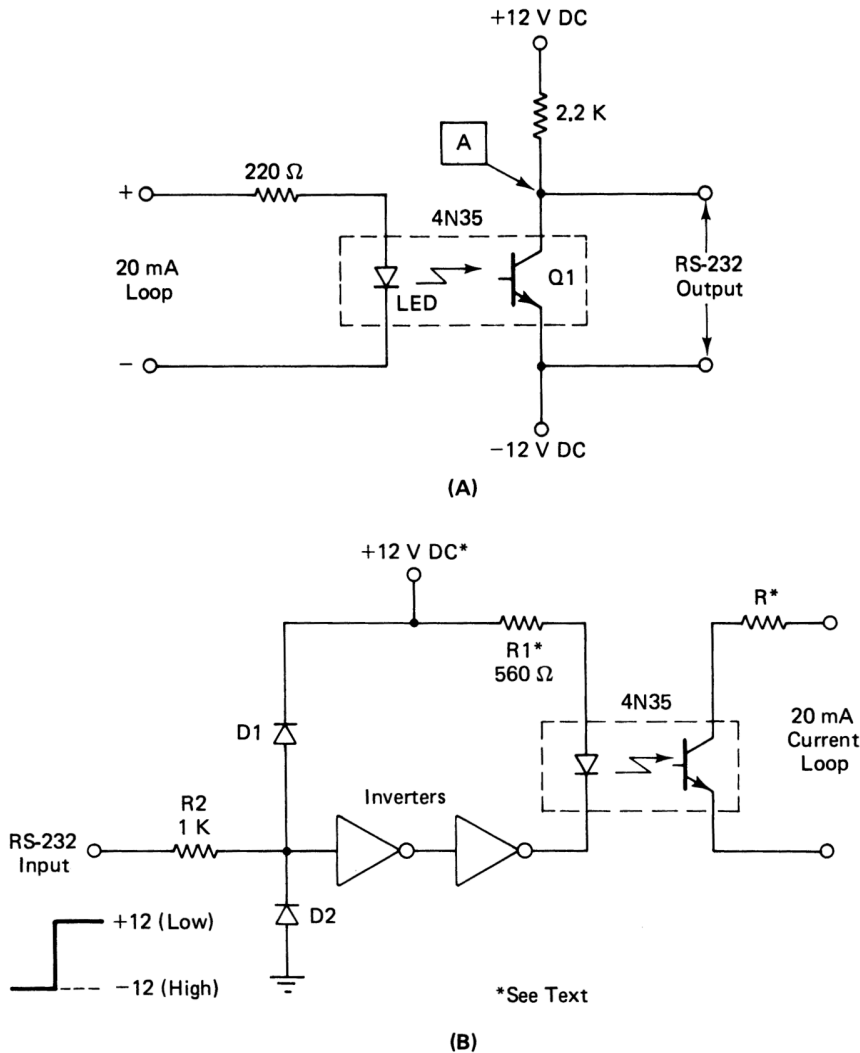 +12 V DC
2.2 K
A
220 Ω
4N35
+
20 mA
Loop
LED
Q1
RS-232
Output
−
−12 V DC
(A)
+12 V DC*
R*
R1*
560 Ω
4N35
D1
20 mA
Current
Loop
R2
1 K
Inverters
RS-232
Input
D2
+12 (Low)
−12 (High)
*See Text
(B)